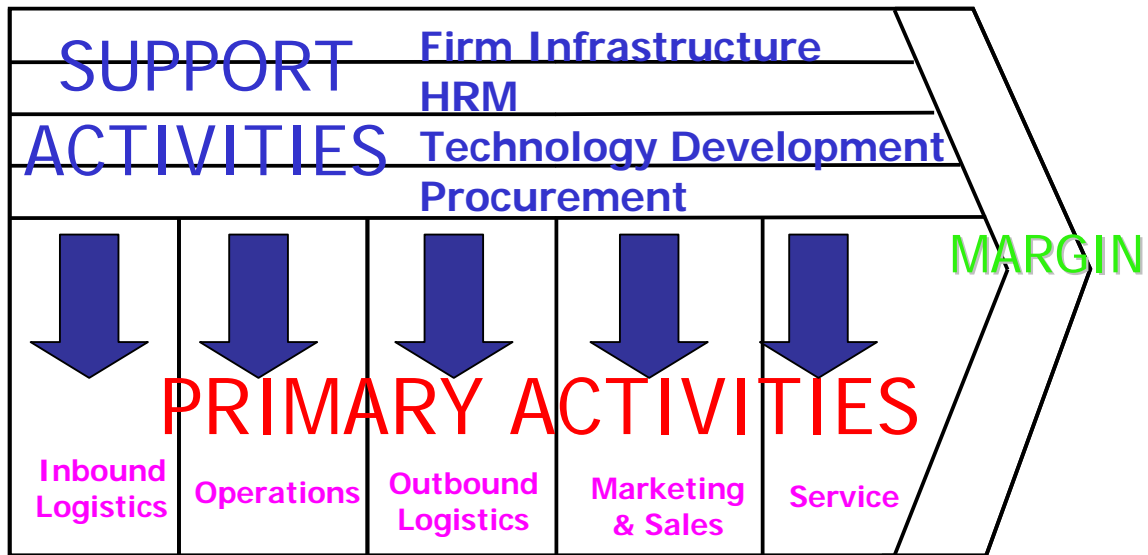 SUPPORT
ACTIVITIES
Firm Infrastructure
HRM
Technology Development
Procurement
MARGIN
PRIMARY ACTIVITIES
Inbound
Logistics
Operations
Outbound
Logistics
Marketing
& Sales
Service